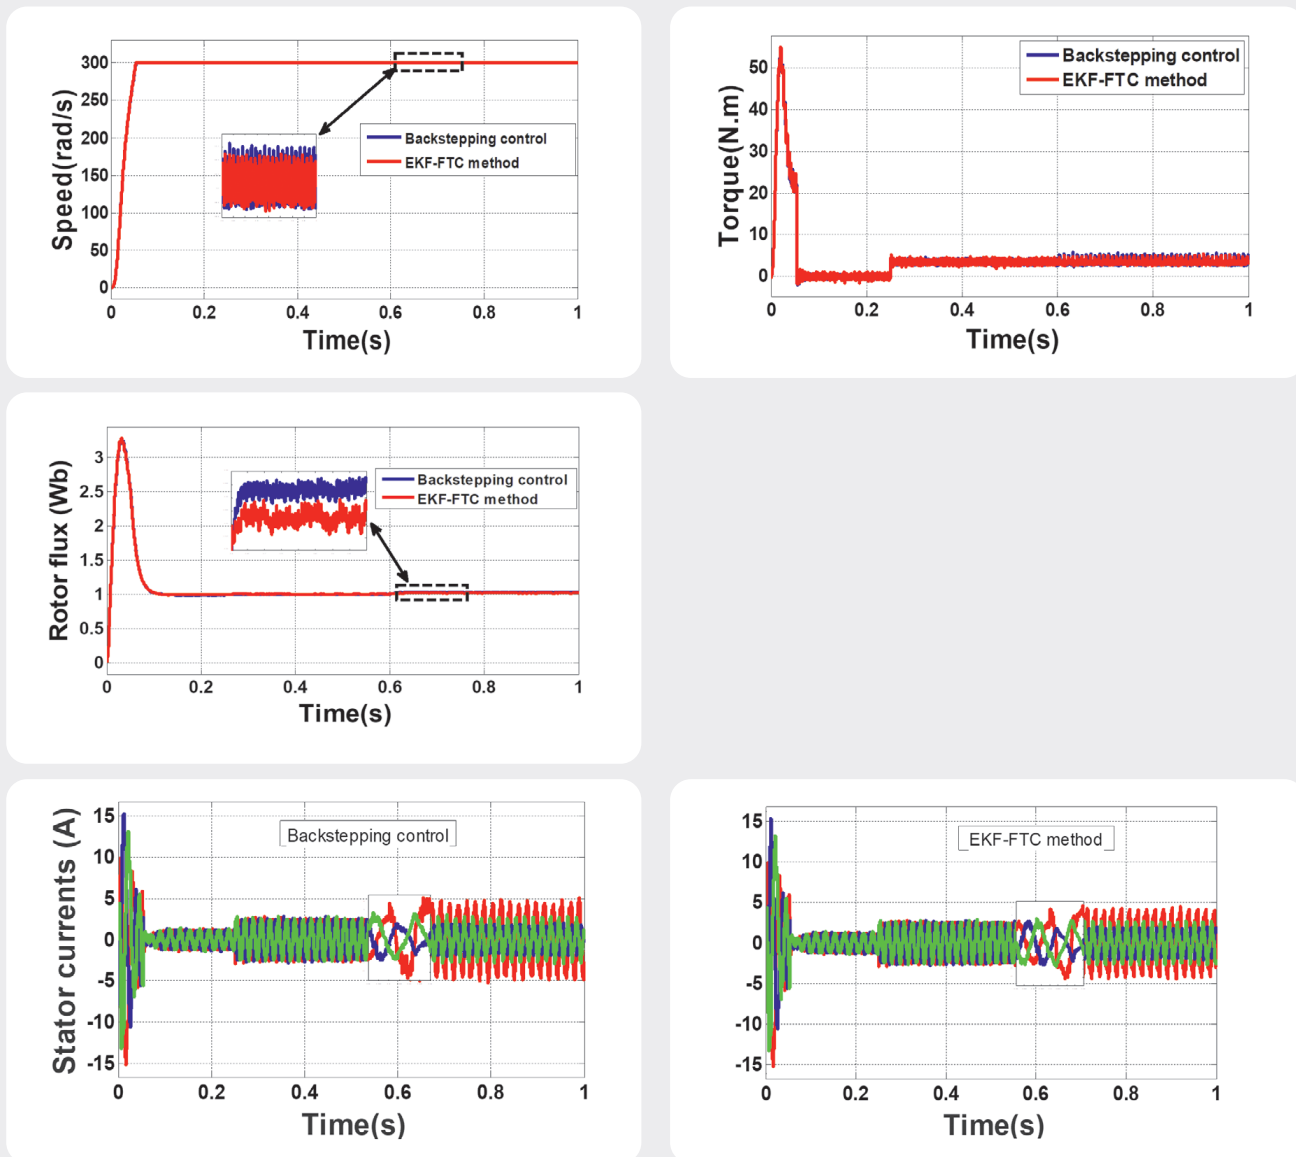 Speed(rad/s)
300
250
200
150
100
50
0
Backstepping control
EKF-FTC method
0 0.2 0.4 0.6 0.8 1
Time(s)
Torque(N.m)
50
40
30
20
10
0
Backstepping control
EKF-FTC method
0 0.2 0.4 0.6 0.8 1
Time(s)
Rotor flux (Wb)
3
2.5
2
1.5
1
0.5
0
Backstepping control
EKF-FTC method
0 0.2 0.4 0.6 0.8 1
Time(s)
Stator currents (A)
15
10
5
0
-5
-10
-15
Backstepping control
0 0.2 0.4 0.6 0.8 1
Time(s)
15
10
5
0
-5
-10
-15
EKF-FTC method
0 0.2 0.4 0.6 0.8 1
Time(s)